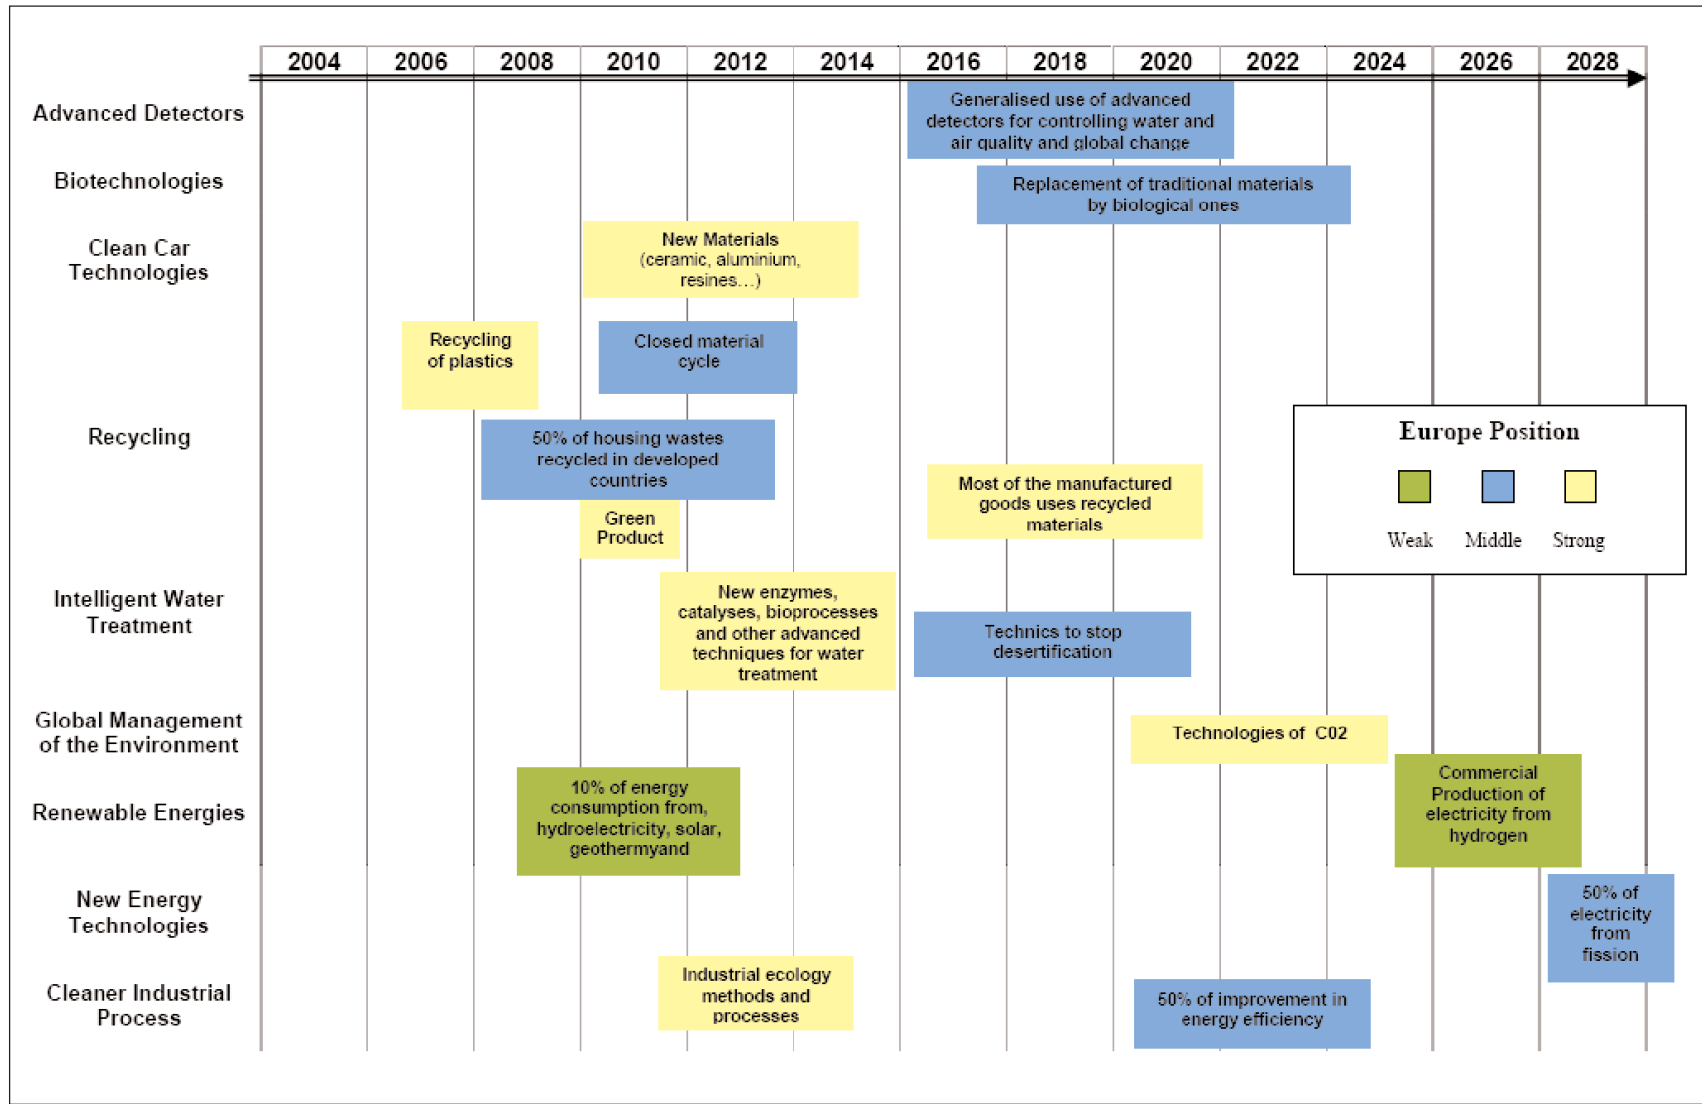 2004 2006 2008 2010 2012 2014 2016 2018 2020 2022 2024 2026 2028
Advanced Detectors
Generalised use of advanced
detectors for controlling water and
air quality and global change
Biotechnologies
Replacement of traditional materials
by biological ones
Clean Car
Technologies
New Materials
(ceramic, aluminium,
resines...)
Recycling
Recycling
of plastics
Closed material
cycle
50% of housing wastes
recycled in developed
countries
Green
Product
Most of the manufactured
goods uses recycled
materials
Europe Position
Weak Middle Strong
Intelligent Water
Treatment
New enzymes,
catalyses, bioprocesses
and other advanced
techniques for water
treatment
Technics to stop
desertification
Global Management
of the Environment
Technologies of C02
Renewable Energies
10% of energy
consumption from,
hydroelectricity, solar,
geothermyand
Commercial
Production of
electricity from
hydrogen
New Energy
Technologies
50% of
electricity
from
fission
Cleaner Industrial
Process
Industrial ecology
methods and
processes
50% of improvement in
energy efficiency